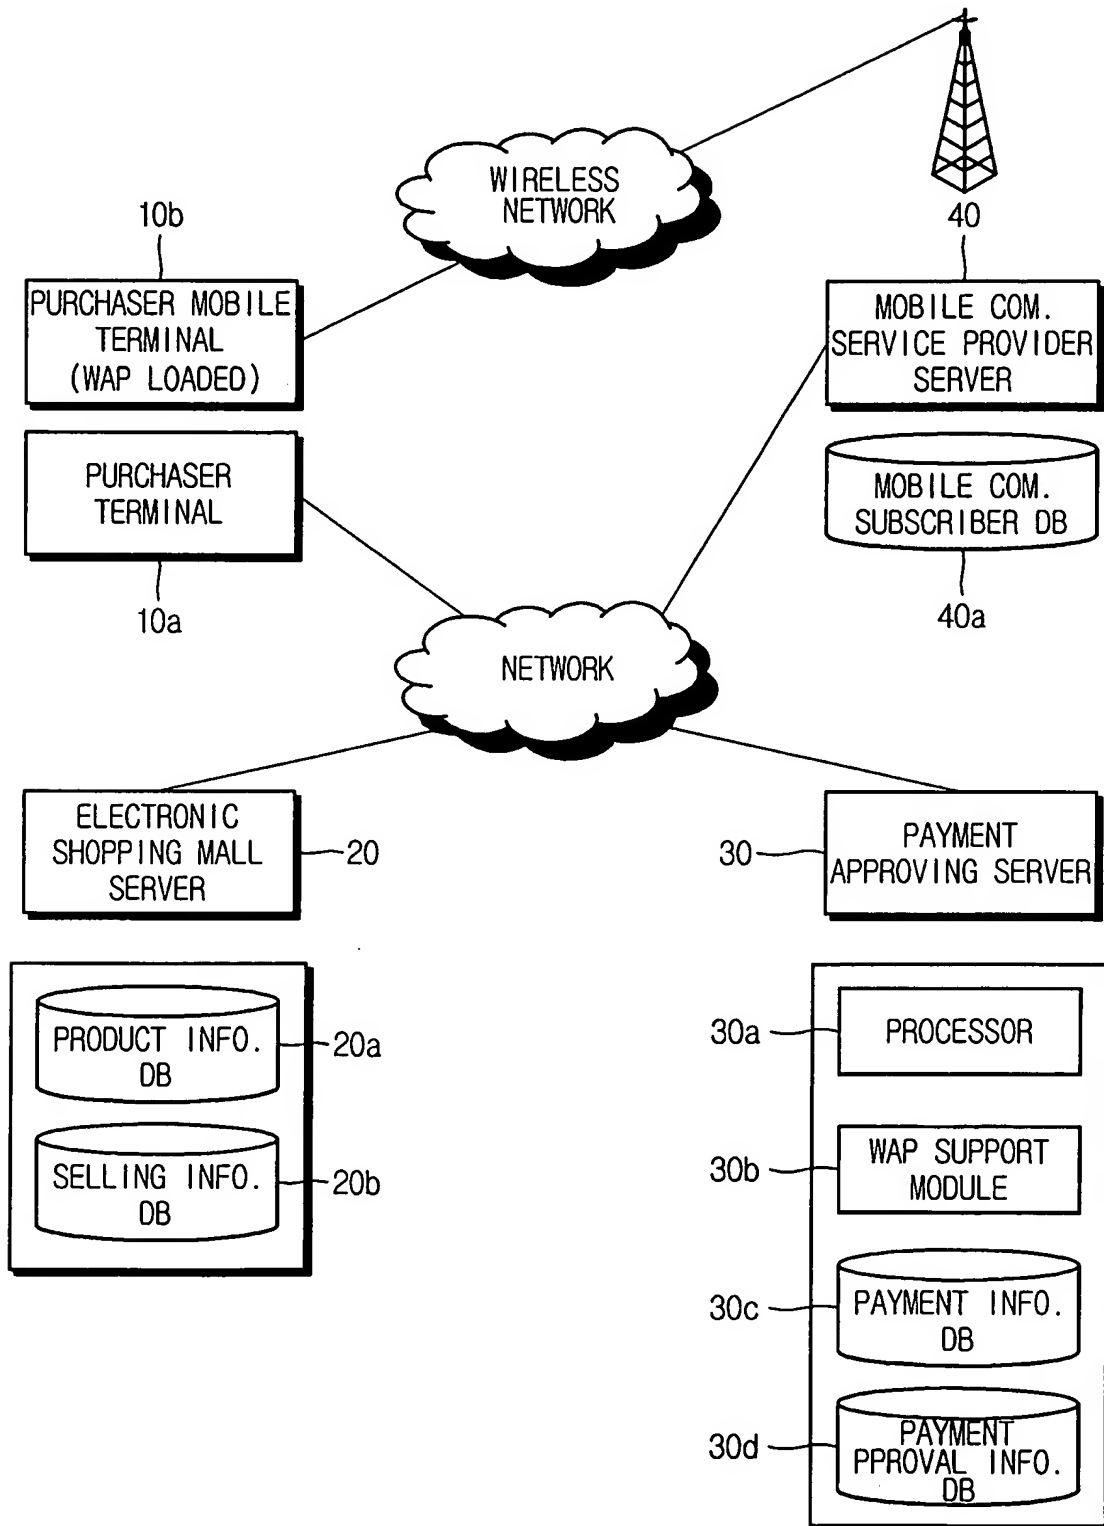 WIRELESS
NETWORK
10b
40
PURCHASER MOBILE
TERMINAL
(WAP LOADED)
MOBILE COM.
SERVICE PROVIDER
SERVER
PURCHASER
TERMINAL
MOBILE COM.
SUBSCRIBER DB
10a
40a
NETWORK
ELECTRONIC
SHOPPING MALL
SERVER
20
30
PAYMENT
APPROVING SERVER
PRODUCT INFO.
DB
20a
30a
PROCESSOR
SELLING INFO.
DB
20b
30b
WAP SUPPORT
MODULE
30c
PAYMENT INFO.
DB
30d
PAYMENT
PPROVAL INFO.
DB